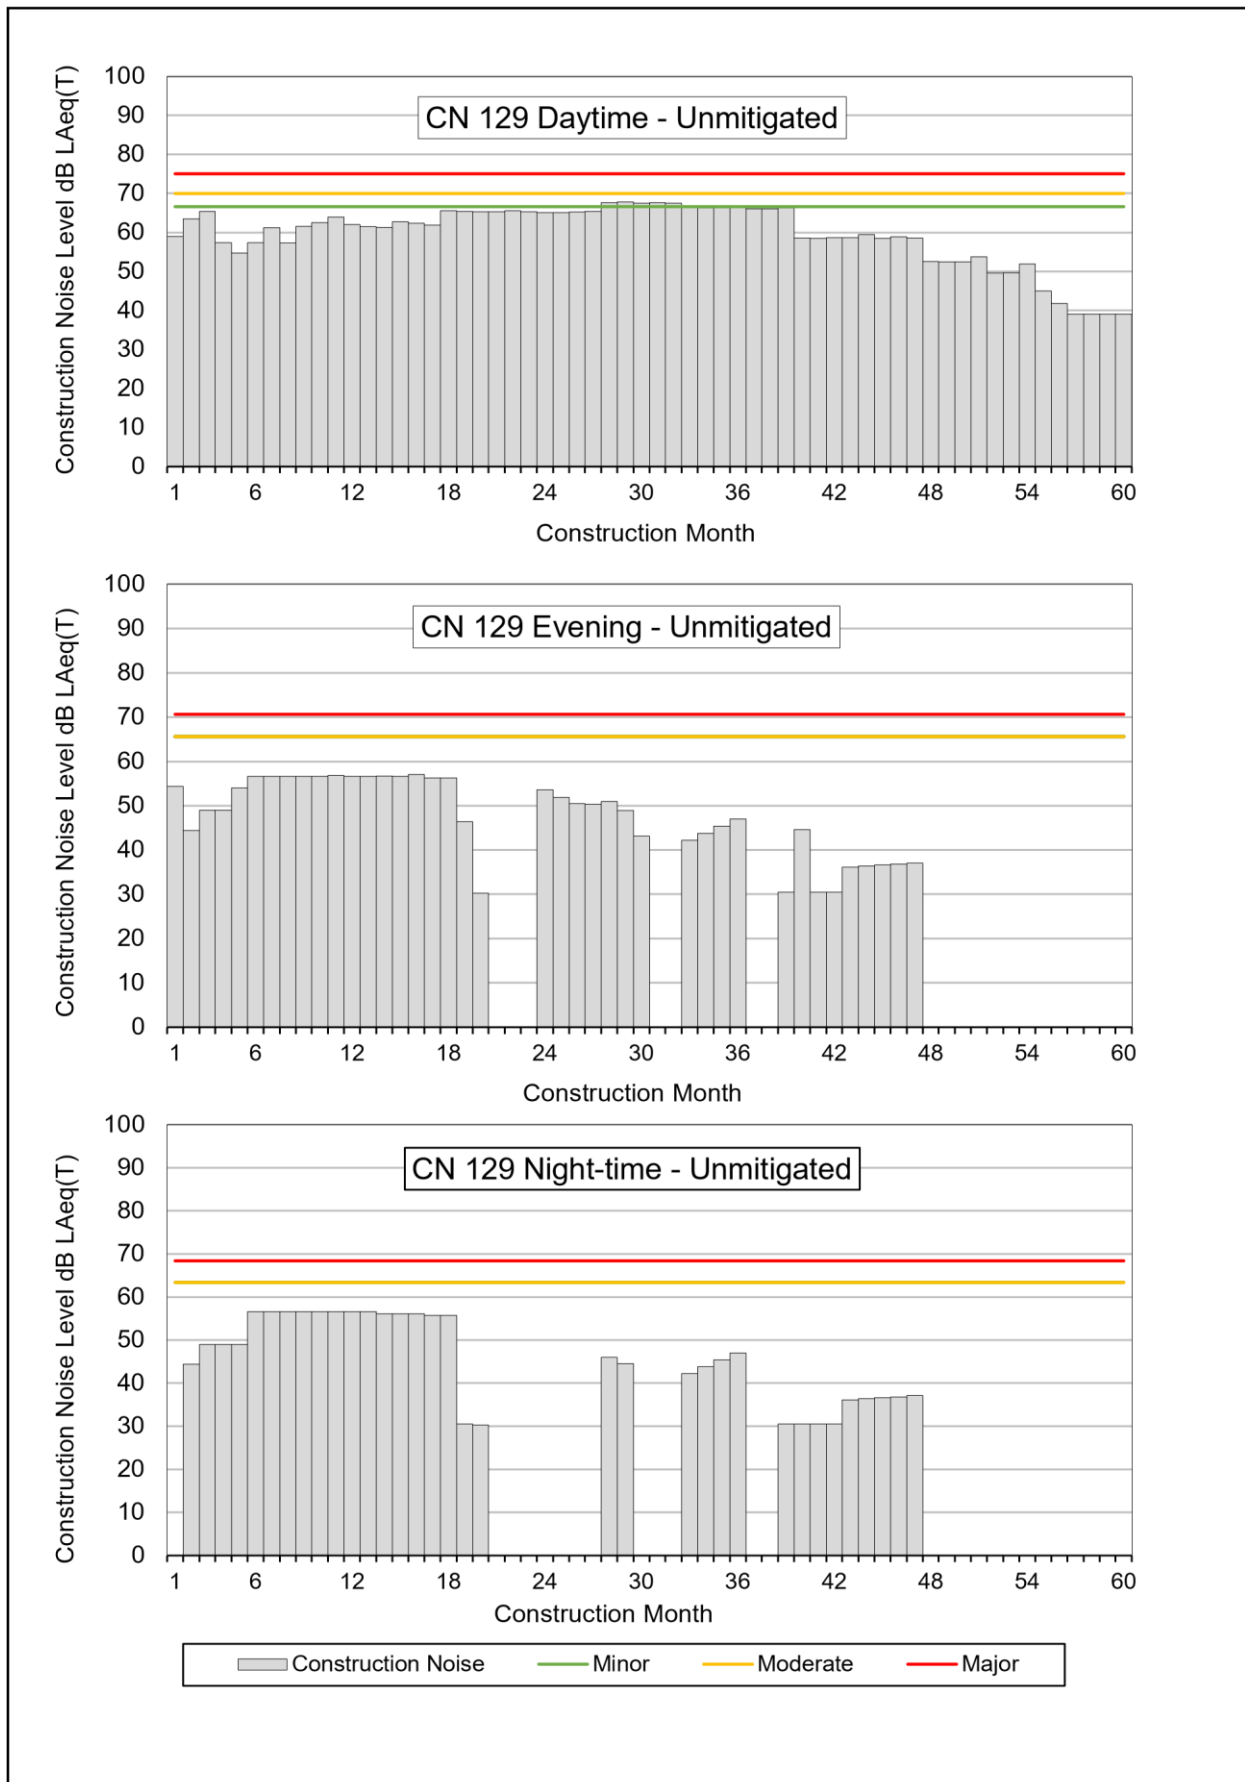 CN 129 Daytime - Unmitigated
Construction Noise Level dB LAeq(T)
100
90
80
70
60
50
40
30
20
10
0
1 6 12 18 24 30 36 42 48 54 60
Construction Month
CN 129 Evening - Unmitigated
Construction Noise Level dB LAeq(T)
100
90
80
70
60
50
40
30
20
10
0
1 6 12 18 24 30 36 42 48 54 60
Construction Month
CN 129 Night-time - Unmitigated
Construction Noise Level dB LAeq(T)
100
90
80
70
60
50
40
30
20
10
0
1 6 12 18 24 30 36 42 48 54 60
Construction Month
Construction Noise Minor Moderate Major